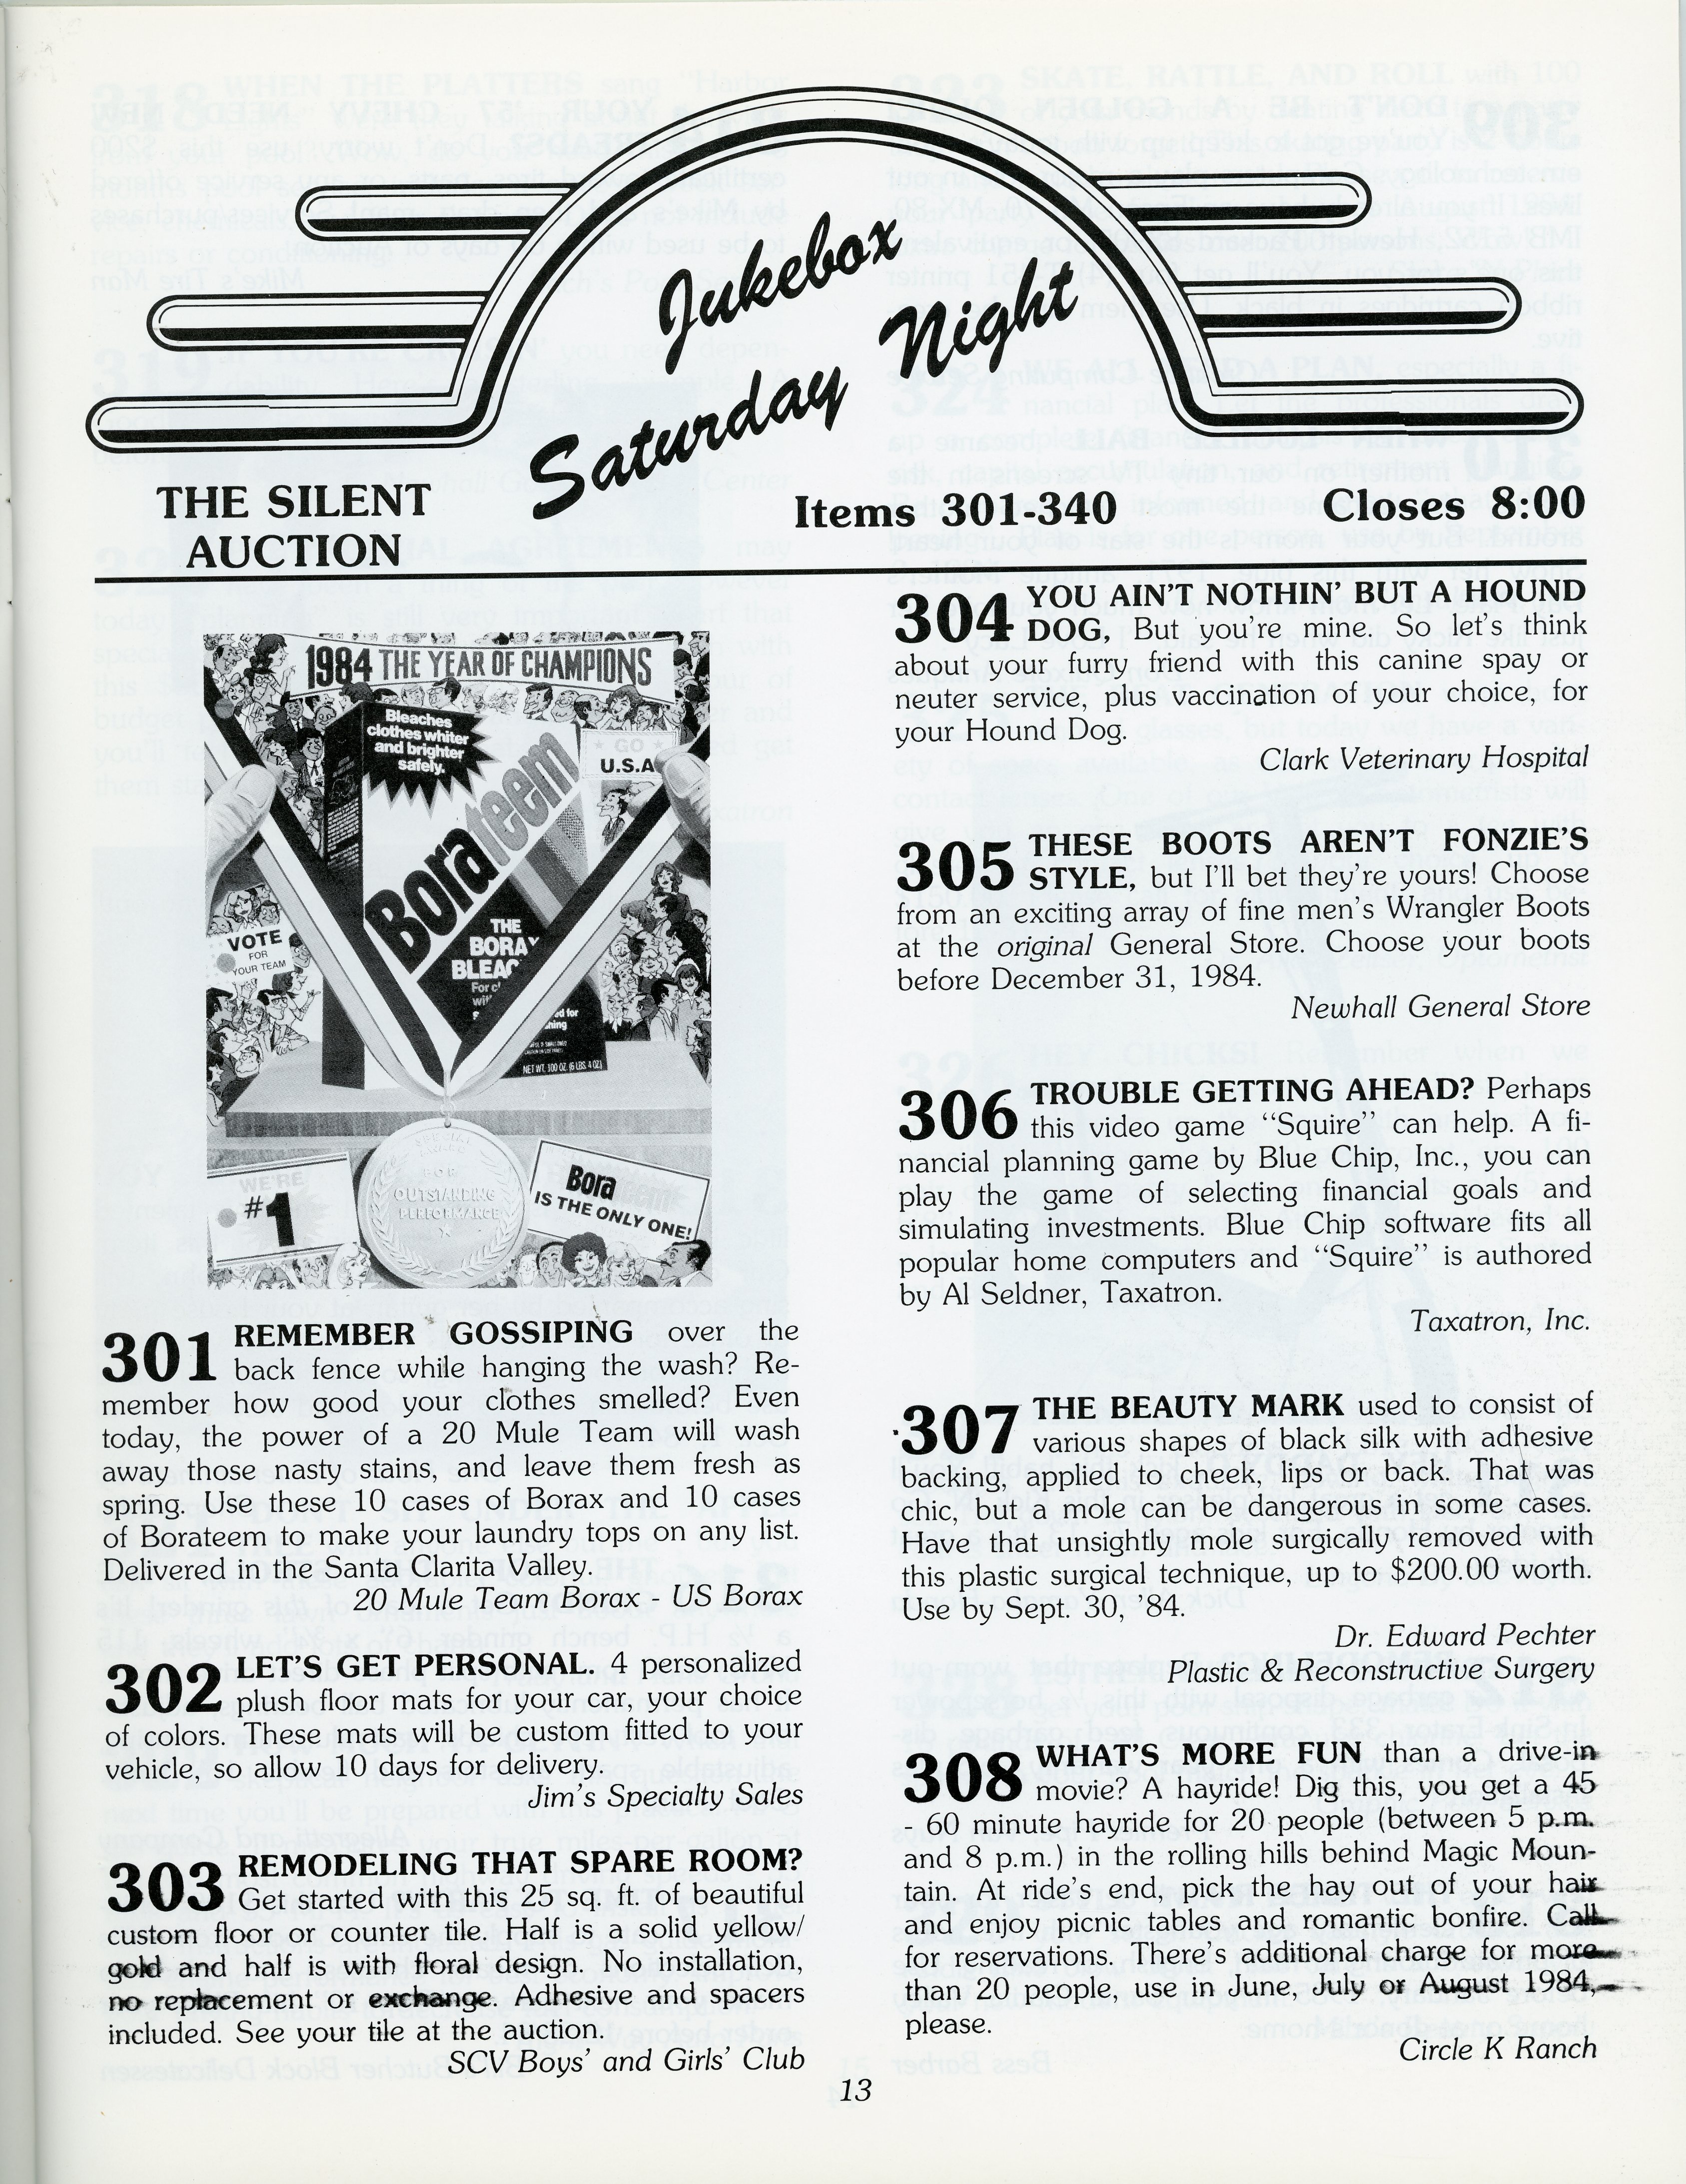 Jukebox
Saturday Night
THE SILENT
AUCTION
Items 301-340
Closes 8:00
1984 THE YEAR OF CHAMPIONS
Bleaches
clothes whiter
and brighter
safely.
★ GO ★
U.S.A
Borateem
THE
BORA
BLEAC
For c
wit
VOTE
FOR
YOUR TEAM
NET WT. 100 OZ. (6 LBS. 4 OZ.)
SPECIAL
AWARD
FOR
OUTSTANDING
PERFORMANCE
WE'RE
#1
Borateem
IS THE ONLY ONE!
301 REMEMBER GOSSIPING over the
back fence while hanging the wash? Re-
member how good your clothes smelled? Even
today, the power of a 20 Mule Team will wash
away those nasty stains, and leave them fresh as
spring. Use these 10 cases of Borax and 10 cases
of Borateem to make your laundry tops on any list.
Delivered in the Santa Clarita Valley.
20 Mule Team Borax - US Borax
302 LET'S GET PERSONAL. 4 personalized
plush floor mats for your car, your choice
of colors. These mats will be custom fitted to your
vehicle, so allow 10 days for delivery.
Jim's Specialty Sales
303 REMODELING THAT SPARE ROOM?
Get started with this 25 sq. ft. of beautiful
custom floor or counter tile. Half is a solid yellow/
gold and half is with floral design. No installation,
no replacement or exchange. Adhesive and spacers
included. See your tile at the auction.
SCV Boys' and Girls' Club
304 YOU AIN'T NOTHIN' BUT A HOUND
DOG, But you're mine. So let's think
about your furry friend with this canine spay or
neuter service, plus vaccination of your choice, for
your Hound Dog.
Clark Veterinary Hospital
305 THESE BOOTS AREN'T FONZIE'S
STYLE, but I'll bet they're yours! Choose
from an exciting array of fine men's Wrangler Boots
at the original General Store. Choose your boots
before December 31, 1984.
Newhall General Store
306 TROUBLE GETTING AHEAD? Perhaps
this video game "Squire" can help. A fi-
nancial planning game by Blue Chip, Inc., you can
play the game of selecting financial goals and
simulating investments. Blue Chip software fits all
popular home computers and "Squire" is authored
by Al Seldner, Taxatron.
Taxatron, Inc.
307 THE BEAUTY MARK used to consist of
various shapes of black silk with adhesive
backing, applied to cheek, lips or back. That was
chic, but a mole can be dangerous in some cases.
Have that unsightly mole surgically removed with
this plastic surgical technique, up to $200.00 worth.
Use by Sept. 30, '84.
Dr. Edward Pechter
Plastic & Reconstructive Surgery
308 WHAT'S MORE FUN than a drive-in
movie? A hayride! Dig this, you get a 45
- 60 minute hayride for 20 people (between 5 p.m.
and 8 p.m.) in the rolling hills behind Magic Moun-
tain. At ride's end, pick the hay out of your hair
and enjoy picnic tables and romantic bonfire. Call
for reservations. There's additional charge for more
than 20 people, use in June, July or August 1984,
please.
Circle K Ranch
13